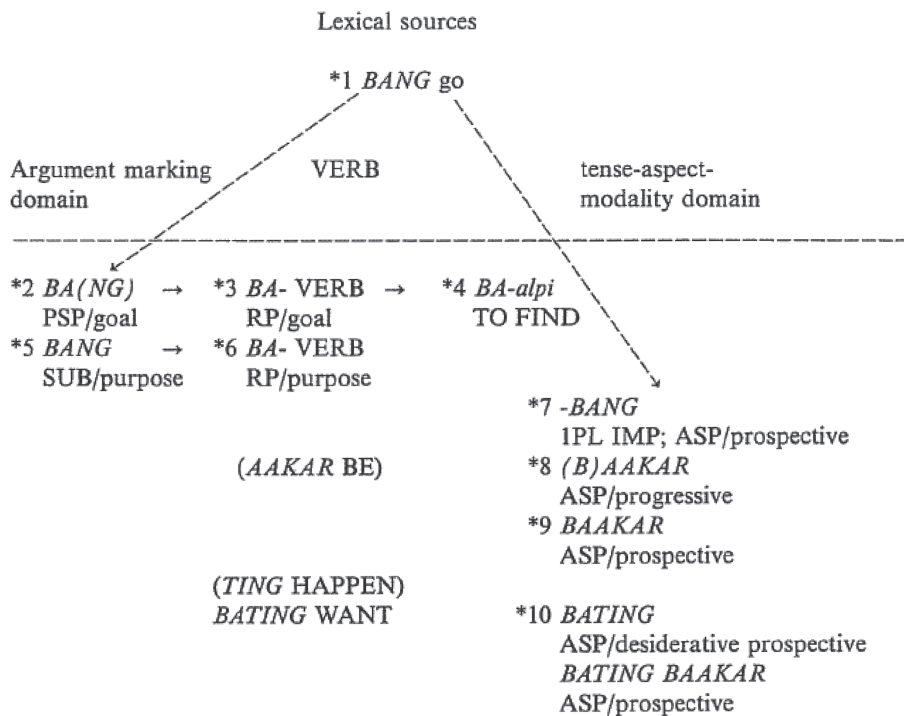 Lexical sources
*1 BANG go
Argument marking VERB tense-aspect-
domain modality domain
*2 BA(NG) → *3 BA- VERB → *4 BA-alpi
PSP/goal RP/goal TO FIND
*5 BANG → *6 BA- VERB
SUB/purpose RP/purpose
*7 -BANG
1PL IMP; ASP/prospective
(AAKAR BE) *8 (B)AAKAR
ASP/progressive
*9 BAAKAR
ASP/prospective
(TING HAPPEN)
BATING WANT *10 BATING
ASP/desiderative prospective
BATING BAAKAR
ASP/prospective